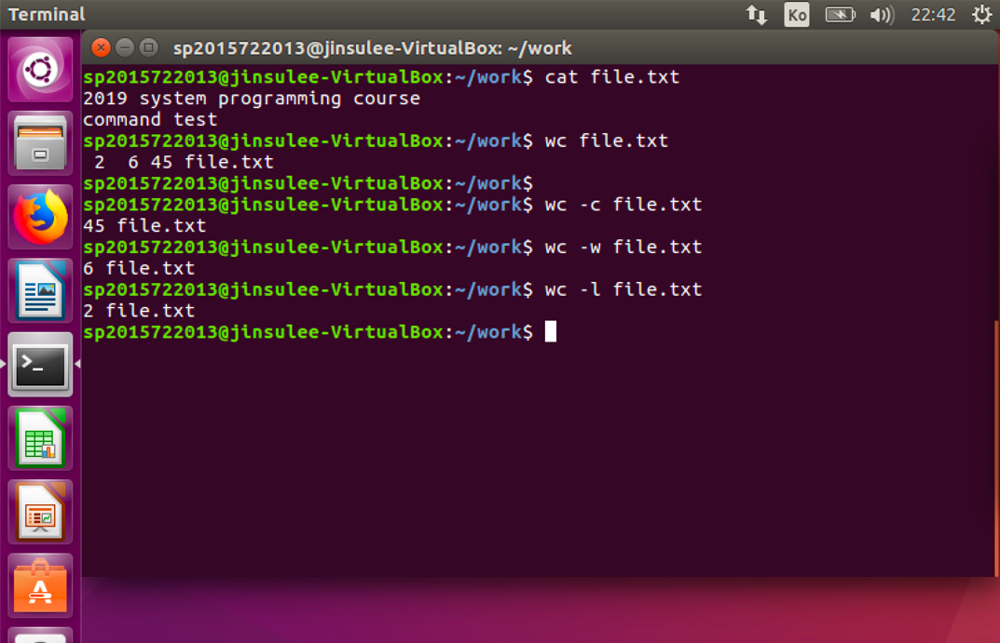 Terminal
Ko
22:42
sp2015722013@jinsulee-VirtualBox: ~/work
sp2015722013@jinsulee-VirtualBox:~/work$ cat file.txt
2019 system programming course
command test
sp2015722013@jinsulee-VirtualBox:~/work$ wc file.txt
 2  6 45 file.txt
sp2015722013@jinsulee-VirtualBox:~/work$
sp2015722013@jinsulee-VirtualBox:~/work$ wc -c file.txt
45 file.txt
sp2015722013@jinsulee-VirtualBox:~/work$ wc -w file.txt
6 file.txt
sp2015722013@jinsulee-VirtualBox:~/work$ wc -l file.txt
2 file.txt
sp2015722013@jinsulee-VirtualBox:~/work$